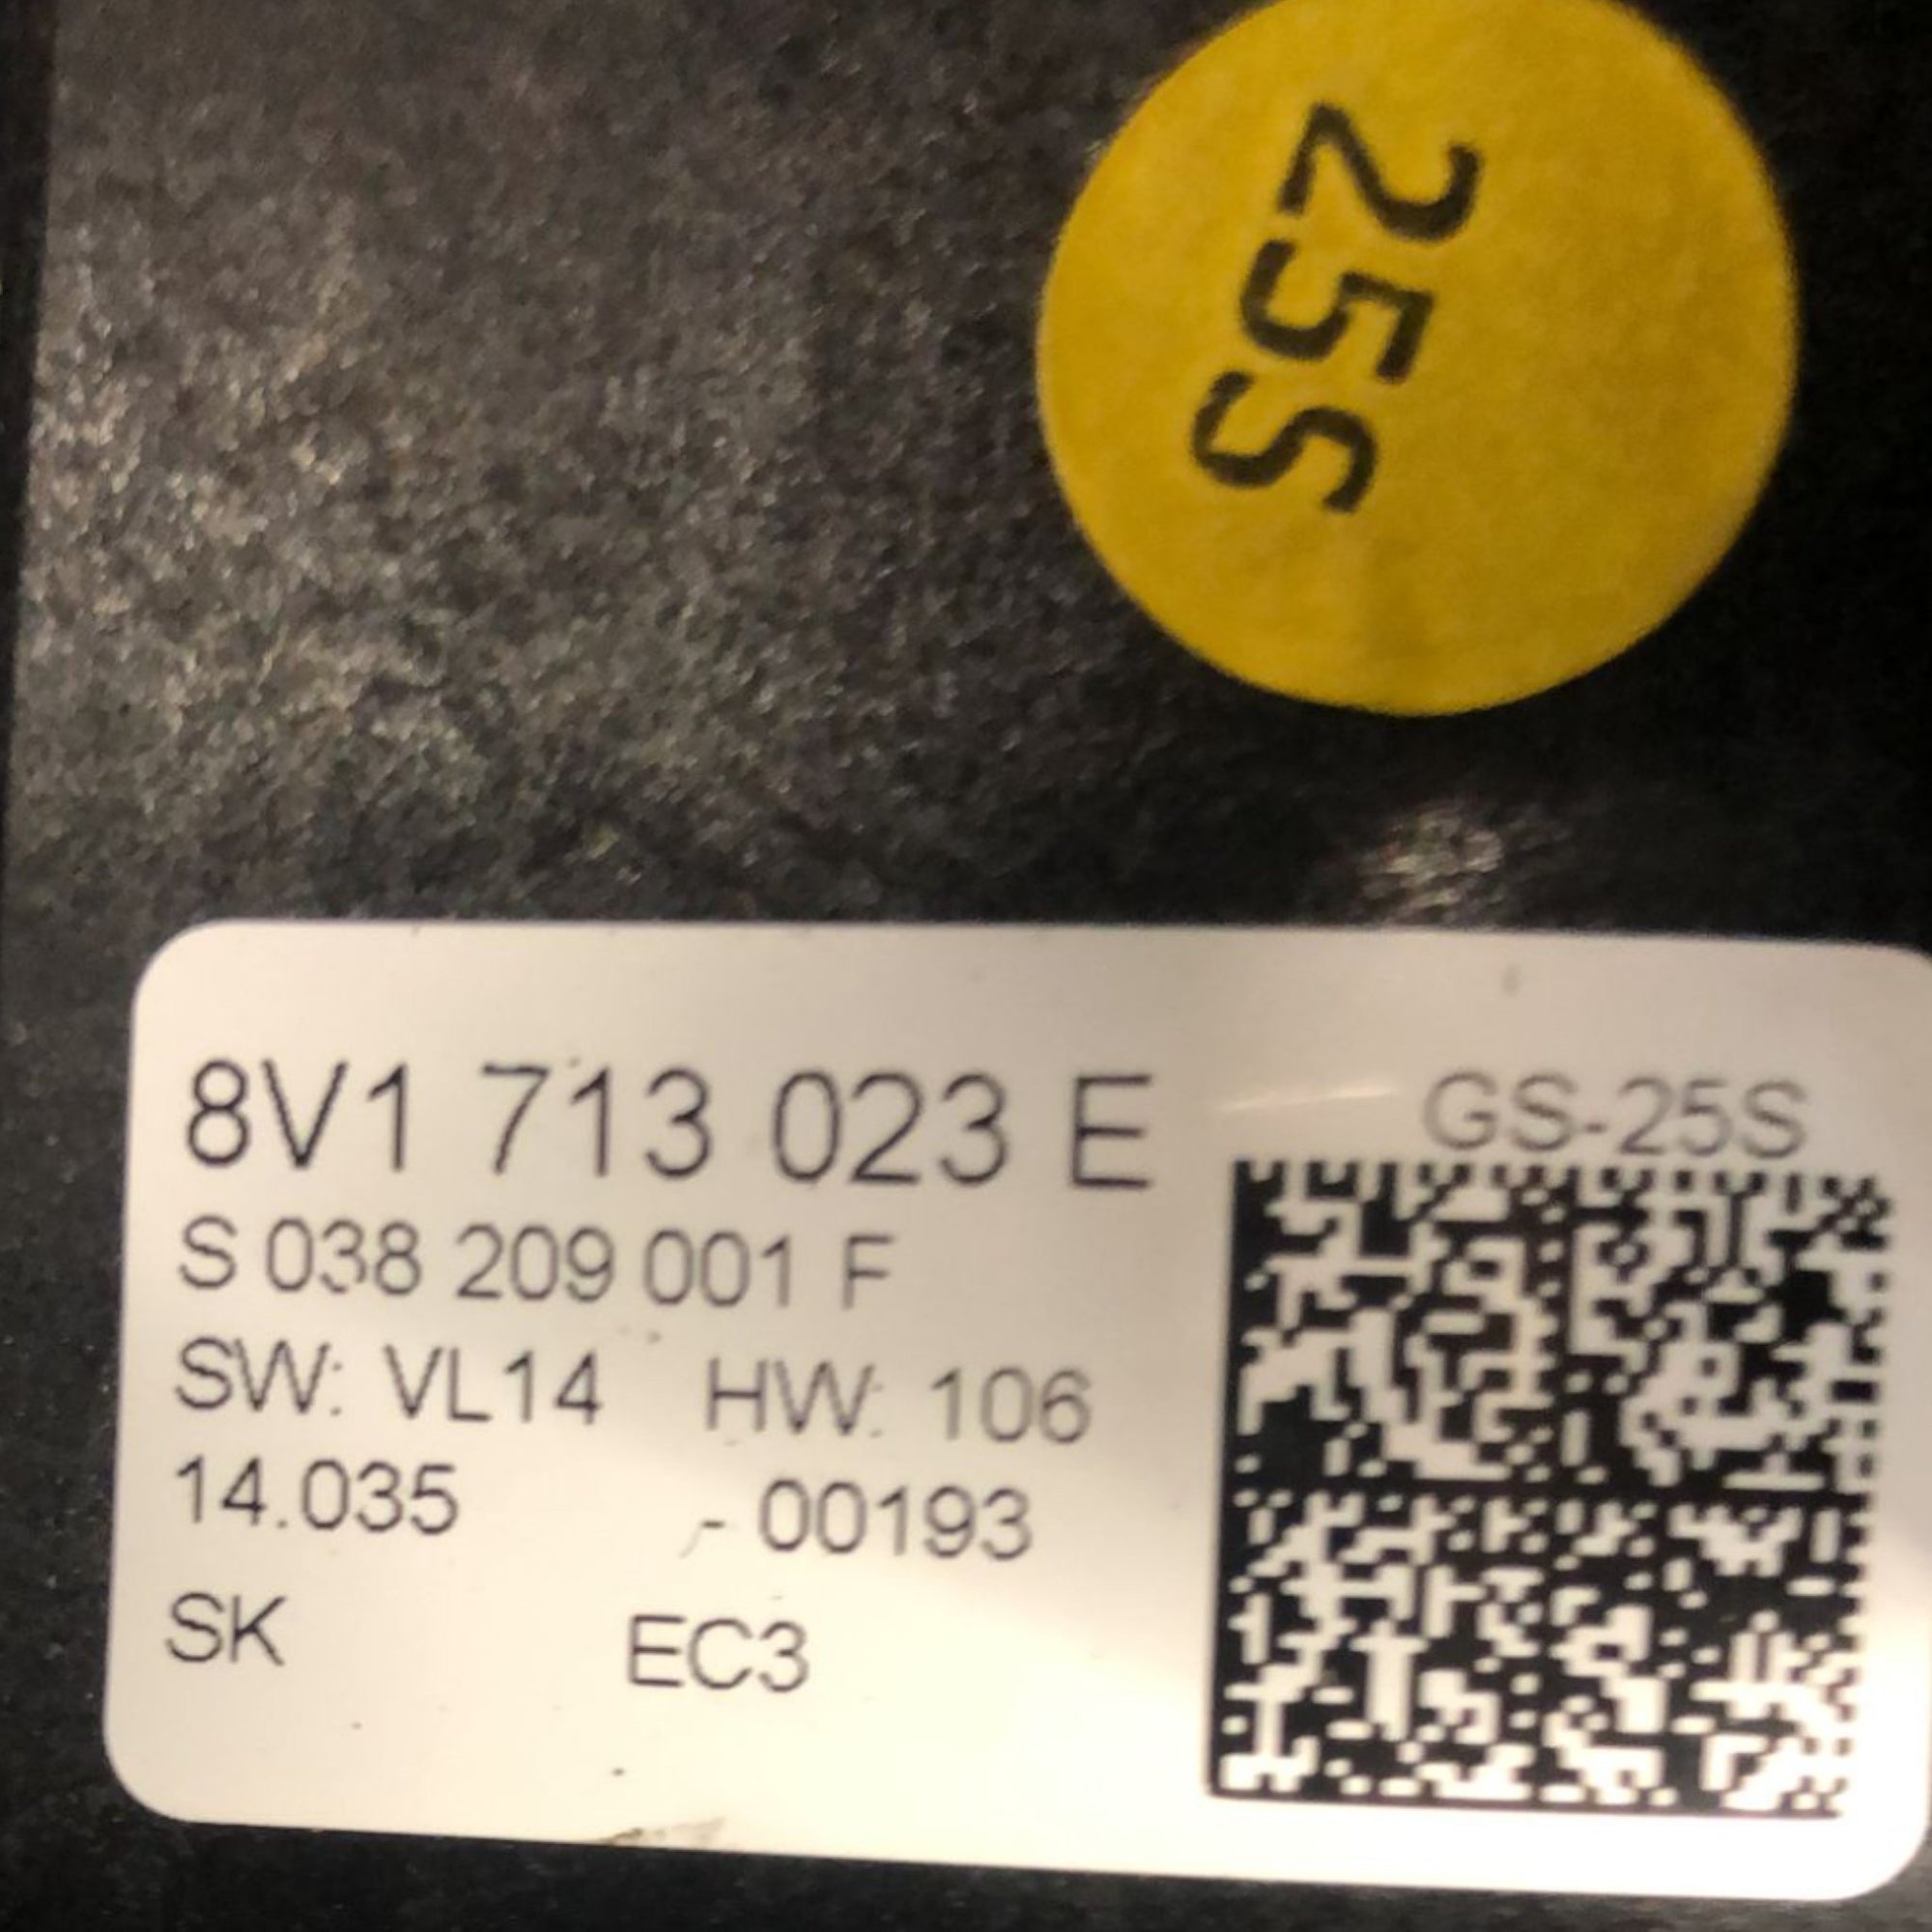 25S
8V1 713 023 E
GS-25S
S 038 209 001 F
SW: VL14 HW: 106
14.035 - 00193
SK EC3